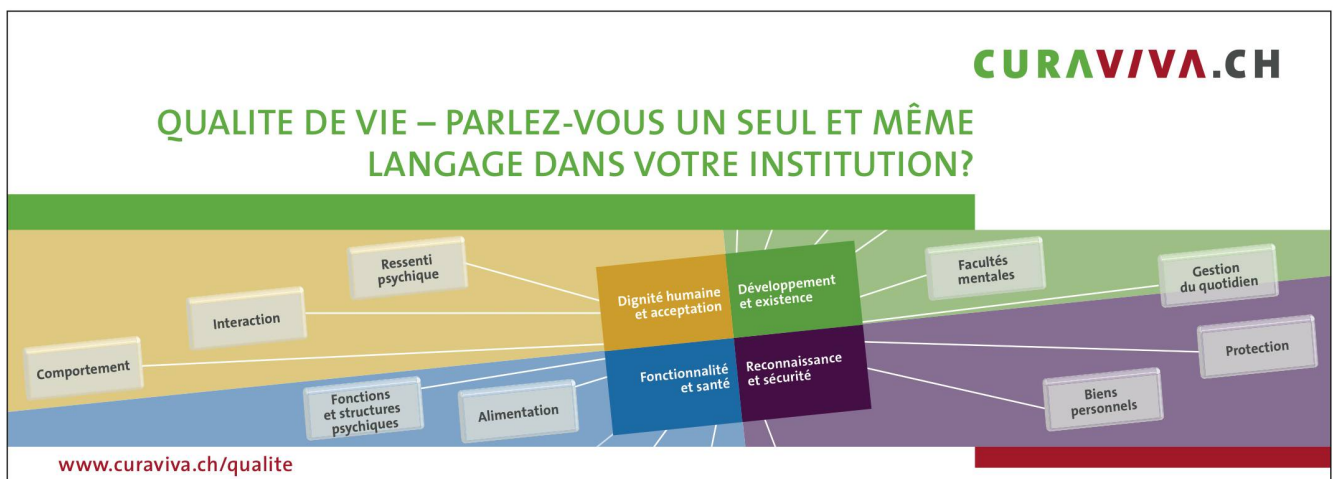 CURAVIVA.CH
QUALITE DE VIE – PARLEZ-VOUS UN SEUL ET MÊME
LANGAGE DANS VOTRE INSTITUTION?
Ressenti
psychique
Interaction
Comportement
Dignité humaine
et acceptation
Développement
et existence
Facultés
mentales
Gestion
du quotidien
Fonctions
et structures
psychiques
Alimentation
Fonctionnalité
et santé
Reconnaissance
et sécurité
Protection
Biens
personnels
www.curaviva.ch/qualite